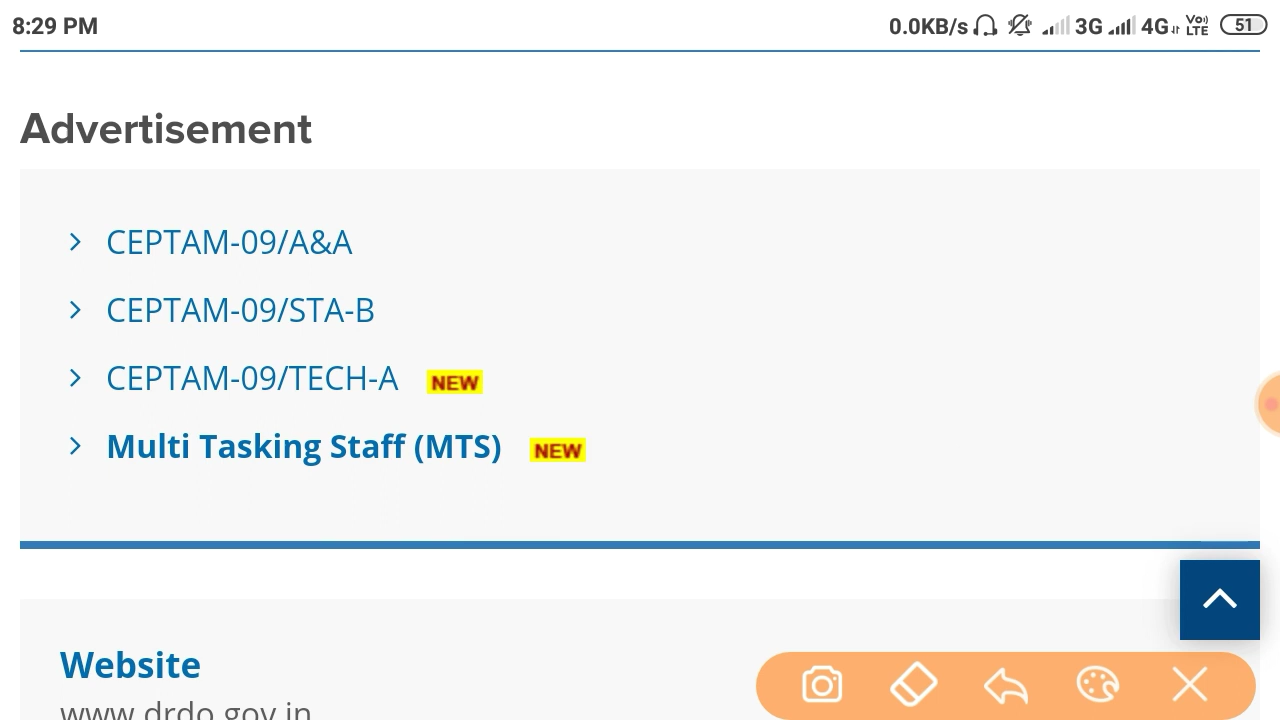 8:29 PM 0.0KB/s 3G 4G Vo) LTE 51
Advertisement
CEPTAM-09/A&A
CEPTAM-09/STA-B
CEPTAM-09/TECH-A NEW
Multi Tasking Staff (MTS) NEW
Website
www.drdo.gov.in